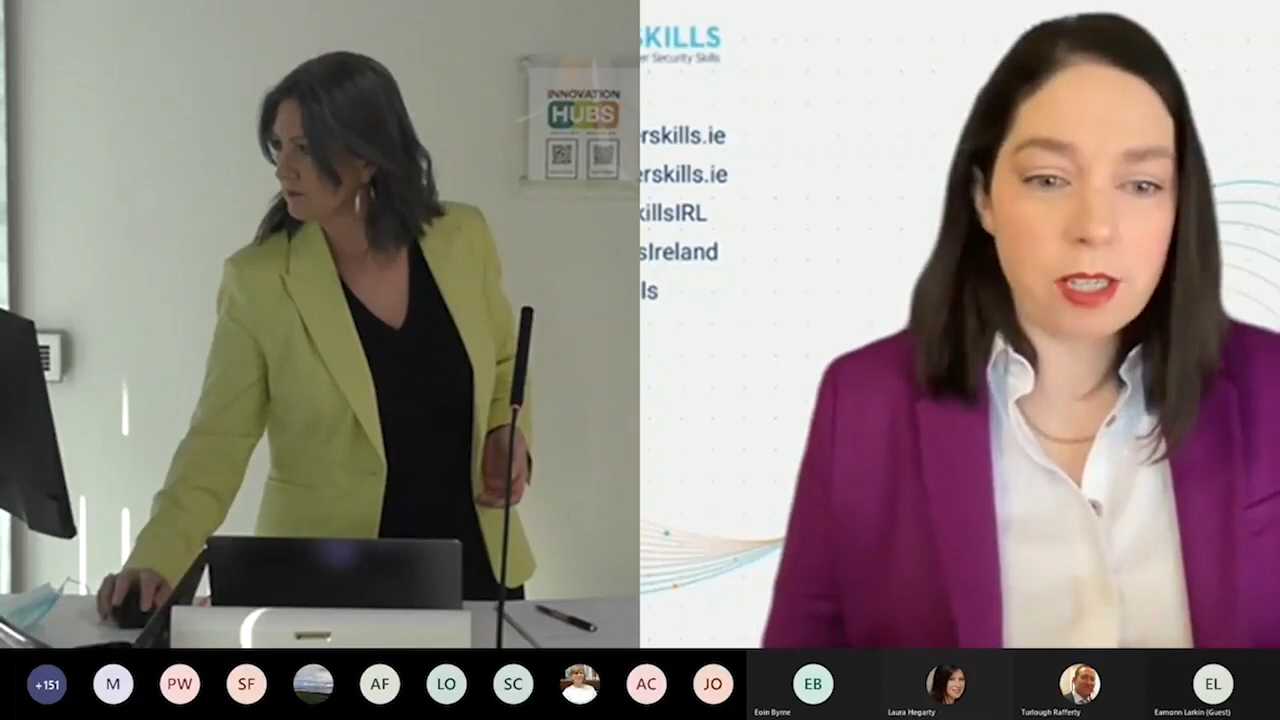 INNOVATION
HUBS
SKILLS
er Security Skills
erskills.ie
erskills.ie
killsIRL
sIreland
ls
+151
M
PW
SF
AF
LO
SC
AC
JO
EB
EL
Eoin Byrne
Laura Hegarty
Turlough Rafferty
Eamonn Larkin (Guest)